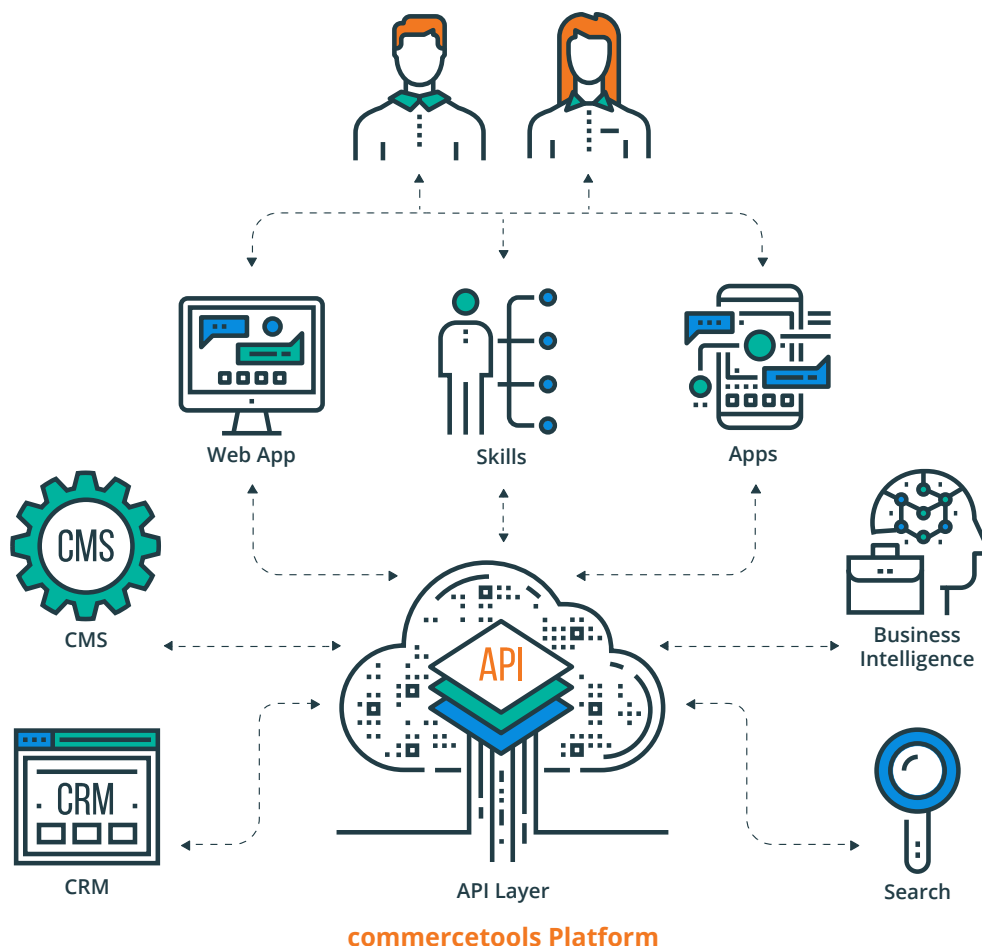 Web App
Skills
Apps
CMS
CMS
Business
Intelligence
API
CRM
CRM
API Layer
Search
commercetools Platform